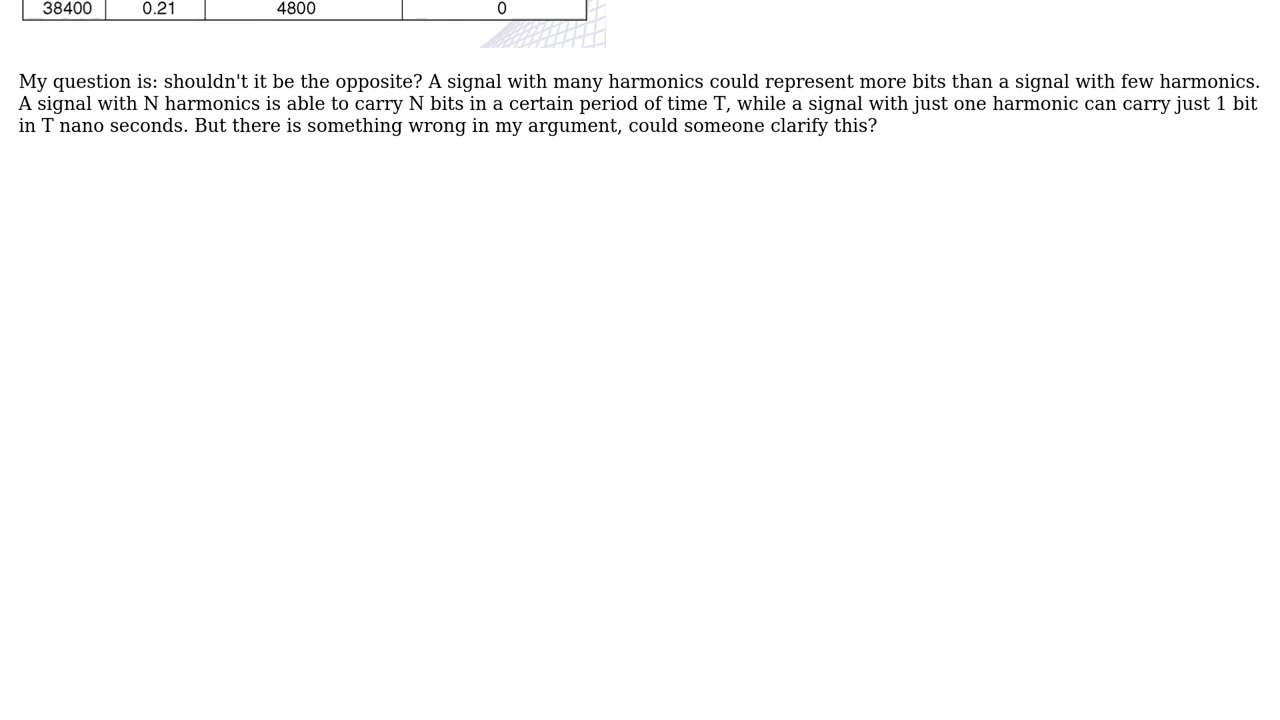 38400 0.21 4800 0
My question is: shouldn't it be the opposite? A signal with many harmonics could represent more bits than a signal with few harmonics.
A signal with N harmonics is able to carry N bits in a certain period of time T, while a signal with just one harmonic can carry just 1 bit
in T nano seconds. But there is something wrong in my argument, could someone clarify this?